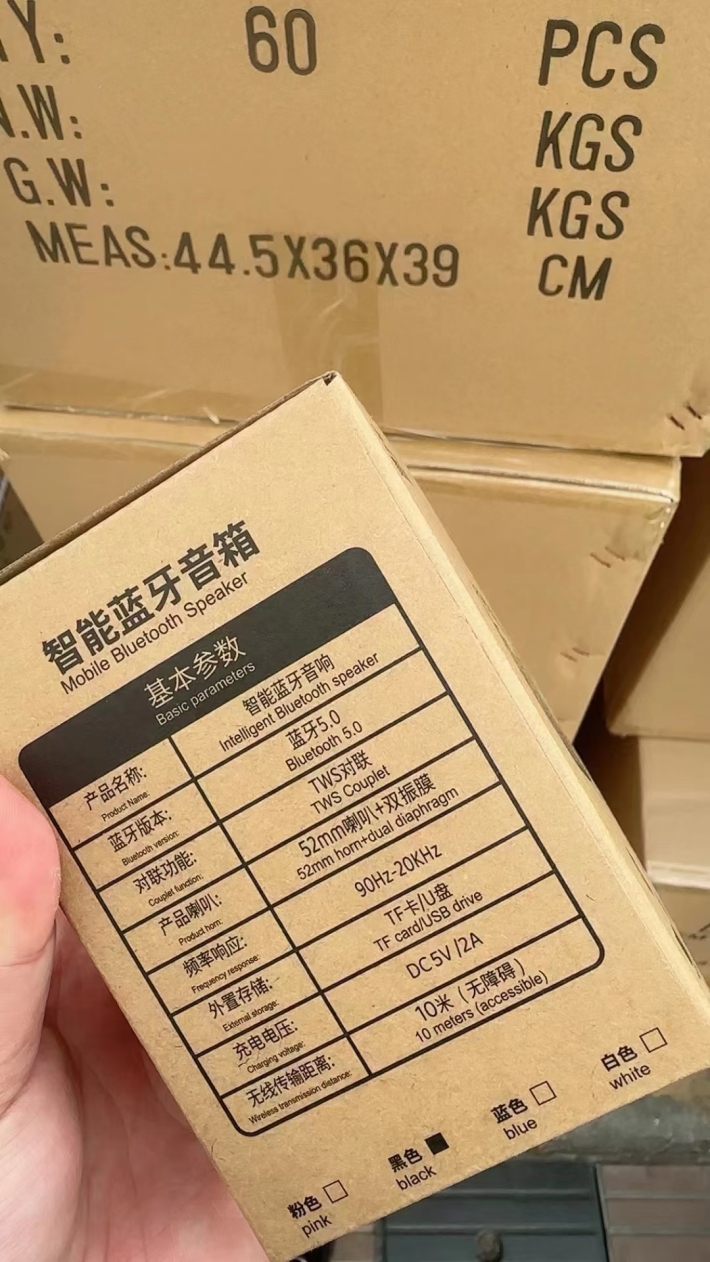 Y: 60 PCS
N.W: KGS
G.W: KGS
MEAS:44.5X36X39 CM
智能蓝牙音箱
Mobile Bluetooth Speaker
基本参数
Basic parameters
产品名称: 智能蓝牙音响
Product Name: Intelligent Bluetooth speaker
蓝牙版本: 蓝牙5.0
Bluetooth version: Bluetooth 5.0
对联功能: TWS对联
Couplet function: TWS Couplet
产品喇叭: 52mm喇叭+双振膜
Product horn: 52mm horn+dual diaphragm
频率响应: 90Hz-20KHz
Frequency response:
外置存储: TF卡/U盘
External storage: TF card/USB drive
充电电压: DC5V /2A
Charging voltage:
无线传输距离: 10米（无障碍）
Wireless transmission distance: 10 meters (accessible)
粉色 黑色 蓝色 白色
pink black blue white